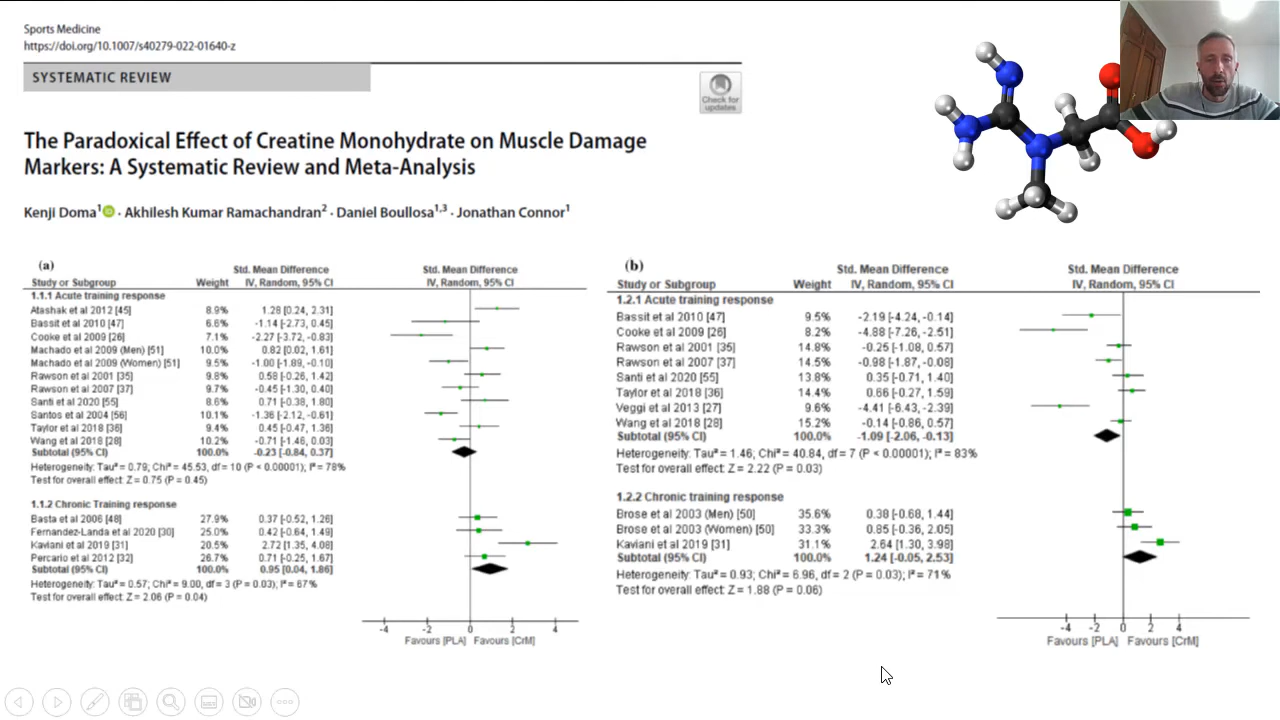 Sports Medicine
https://doi.org/10.1007/s40279-022-01640-z
SYSTEMATIC REVIEW
Check for
updates
The Paradoxical Effect of Creatine Monohydrate on Muscle Damage
Markers: A Systematic Review and Meta-Analysis
Kenji Doma1 · Akhilesh Kumar Ramachandran2 · Daniel Boullosa1,3 · Jonathan Connor1
(a)
Std. Mean Difference Std. Mean Difference
Study or Subgroup Weight IV, Random, 95% CI IV, Random, 95% CI
1.1.1 Acute training response
Atashak et al 2012 [45] 8.9% 1.28 [0.24, 2.31]
Bassit et al 2010 [47] 6.6% -1.14 [-2.73, 0.45]
Cooke et al 2009 [26] 7.1% -2.27 [-3.72, -0.83]
Machado et al 2009 (Men) [51] 10.0% 0.82 [0.02, 1.61]
Machado et al 2009 (Women) [51] 9.5% -1.00 [-1.89, -0.10]
Rawson et al 2001 [35] 9.8% 0.58 [-0.26, 1.42]
Rawson et al 2007 [37] 9.7% -0.45 [-1.30, 0.40]
Santi et al 2020 [55] 8.6% 0.71 [-0.38, 1.80]
Santos et al 2004 [56] 10.1% -1.36 [-2.12, -0.61]
Taylor et al 2018 [36] 9.4% 0.45 [-0.47, 1.36]
Wang et al 2018 [28] 10.2% -0.71 [-1.46, 0.03]
Subtotal (95% CI) 100.0% -0.23 [-0.84, 0.37]
Heterogeneity: Tau² = 0.79; Chi² = 45.53, df = 10 (P < 0.00001); I² = 78%
Test for overall effect: Z = 0.75 (P = 0.45)
1.1.2 Chronic Training response
Basta et al 2006 [48] 27.9% 0.37 [-0.52, 1.26]
Fernandez-Landa et al 2020 [30] 25.0% 0.42 [-0.64, 1.49]
Kaviani et al 2019 [31] 20.5% 2.72 [1.35, 4.08]
Percario et al 2012 [32] 26.7% 0.71 [-0.25, 1.67]
Subtotal (95% CI) 100.0% 0.95 [0.04, 1.86]
Heterogeneity: Tau² = 0.57; Chi² = 9.00, df = 3 (P = 0.03); I² = 67%
Test for overall effect: Z = 2.06 (P = 0.04)
-4 -2 0 2 4
Favours [PLA] Favours [CrM]
(b)
Std. Mean Difference Std. Mean Difference
Study or Subgroup Weight IV, Random, 95% CI IV, Random, 95% CI
1.2.1 Acute training response
Bassit et al 2010 [47] 9.5% -2.19 [-4.24, -0.14]
Cooke et al 2009 [26] 8.2% -4.88 [-7.26, -2.51]
Rawson et al 2001 [35] 14.8% -0.25 [-1.08, 0.57]
Rawson et al 2007 [37] 14.5% -0.98 [-1.87, -0.08]
Santi et al 2020 [55] 13.8% 0.35 [-0.71, 1.40]
Taylor et al 2018 [36] 14.4% 0.66 [-0.27, 1.59]
Veggi et al 2013 [27] 9.6% -4.41 [-6.43, -2.39]
Wang et al 2018 [28] 15.2% -0.14 [-0.86, 0.57]
Subtotal (95% CI) 100.0% -1.09 [-2.06, -0.13]
Heterogeneity: Tau² = 1.46; Chi² = 40.84, df = 7 (P < 0.00001); I² = 83%
Test for overall effect: Z = 2.22 (P = 0.03)
1.2.2 Chronic training response
Brose et al 2003 (Men) [50] 35.6% 0.38 [-0.68, 1.44]
Brose et al 2003 (Women) [50] 33.3% 0.85 [-0.36, 2.05]
Kaviani et al 2019 [31] 31.1% 2.64 [1.30, 3.98]
Subtotal (95% CI) 100.0% 1.24 [-0.05, 2.53]
Heterogeneity: Tau² = 0.93; Chi² = 6.96, df = 2 (P = 0.03); I² = 71%
Test for overall effect: Z = 1.88 (P = 0.06)
-4 -2 0 2 4
Favours [PLA] Favours [CrM]